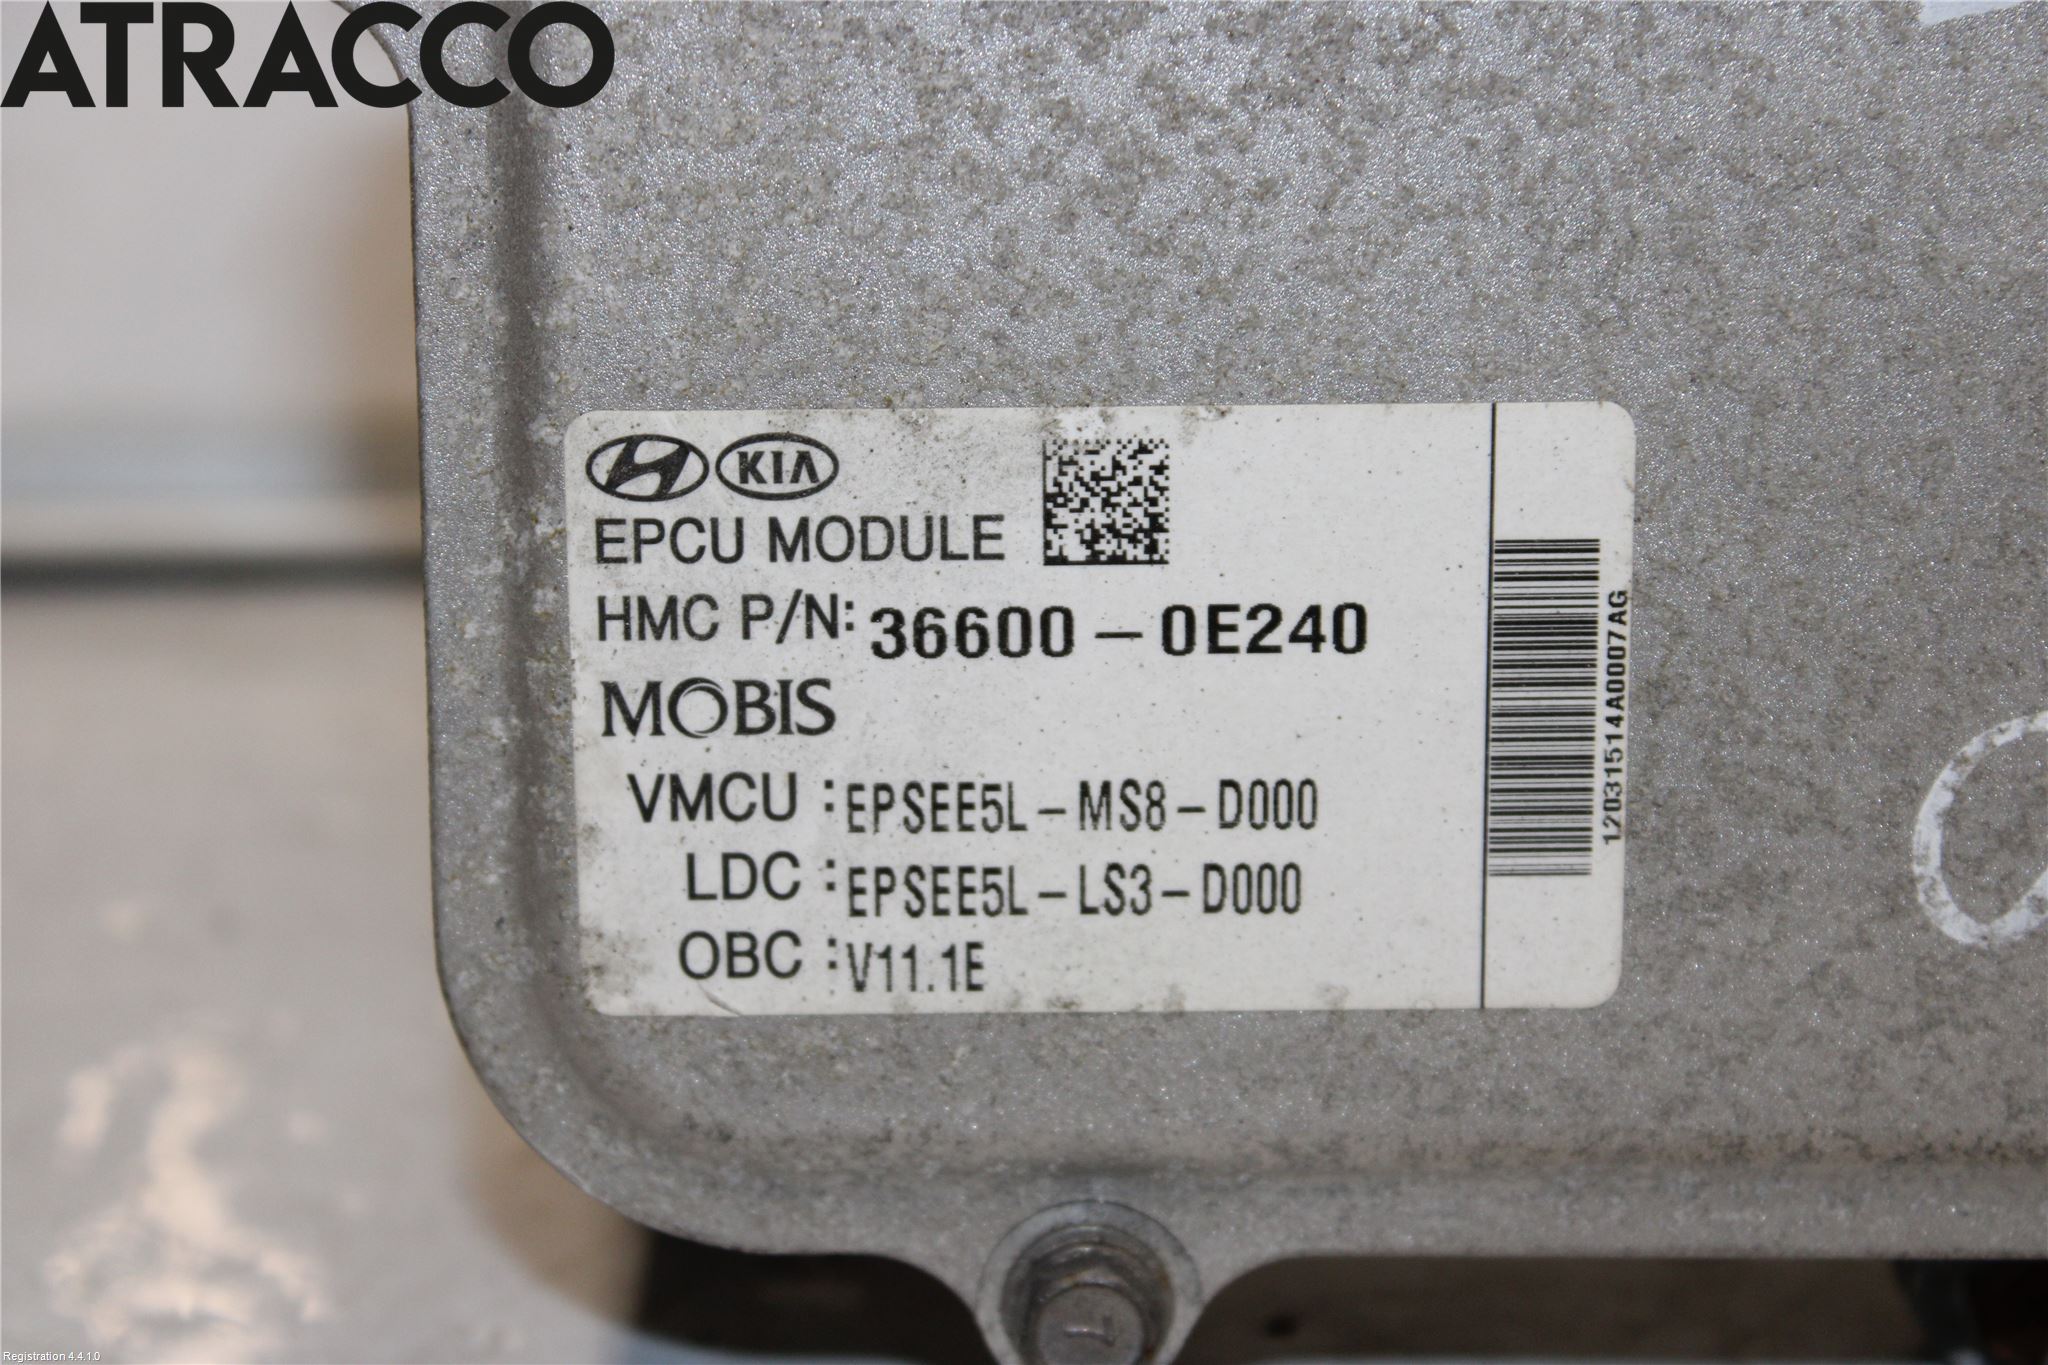 ATRACCO
KIA
EPCU MODULE
HMC P/N: 36600-0E240
MOBIS
VMCU : EPSEE5L-MS8-D000
LDC : EPSEE5L-LS3-D000
OBC : V11.1E
12031514A0007AG
Registration 4.4.1.0